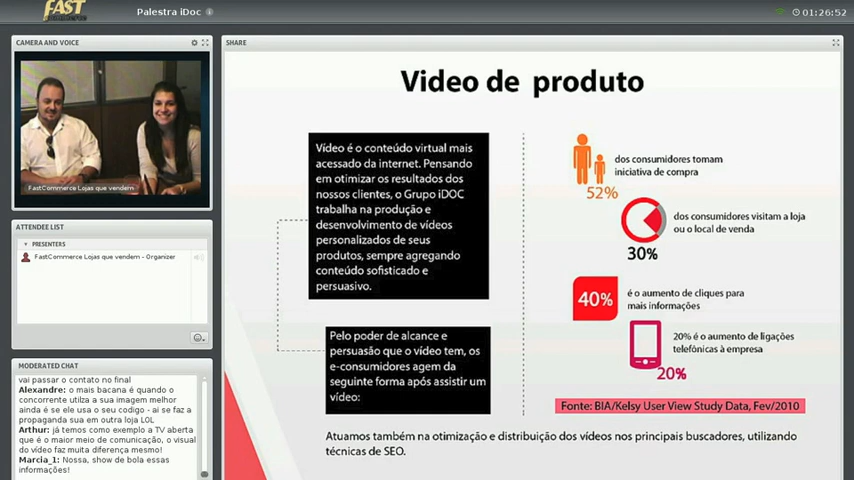 FAST
Palestra iDoc
01:26:52
CAMERA AND VOICE
FastCommerce Lojas que vendem
ATTENDEE LIST
PRESENTERS
FastCommerce Lojas que vendem - Organizer
MODERATED CHAT
vai passar o contato no final
Alexandre: o mais bacana é quando o
concorrente utiliza a sua imagem melhor
ainda é se ele usa o seu codigo - ai se faz a
propaganda sua em outra loja LOL
Arthur: já temos como exemplo a TV aberta
que é o maior meio de comunicação, o visual
do vídeo faz muita diferença mesmo!
Marcia_1: Nossa, show de bola essas
informações!
SHARE
Video de produto
Vídeo é o conteúdo virtual mais
acessado da internet. Pensando
em otimizar os resultados dos
nossos clientes, o Grupo iDOC
trabalha na produção e
desenvolvimento de vídeos
personalizados de seus
produtos, sempre agregando
conteúdo sofisticado e
persuasivo.
Pelo poder de alcance e
persuasão que o vídeo tem, os
e-consumidores agem da
seguinte forma após assistir um
vídeo:
dos consumidores tomam
iniciativa de compra
52%
dos consumidores visitam a loja
ou o local de venda
30%
40%
é o aumento de cliques para
mais informações
20% é o aumento de ligações
telefônicas à empresa
20%
Fonte: BIA/Kelsy User View Study Data, Fev/2010
Atuamos também na otimização e distribuição dos vídeos nos principais buscadores, utilizando
técnicas de SEO.